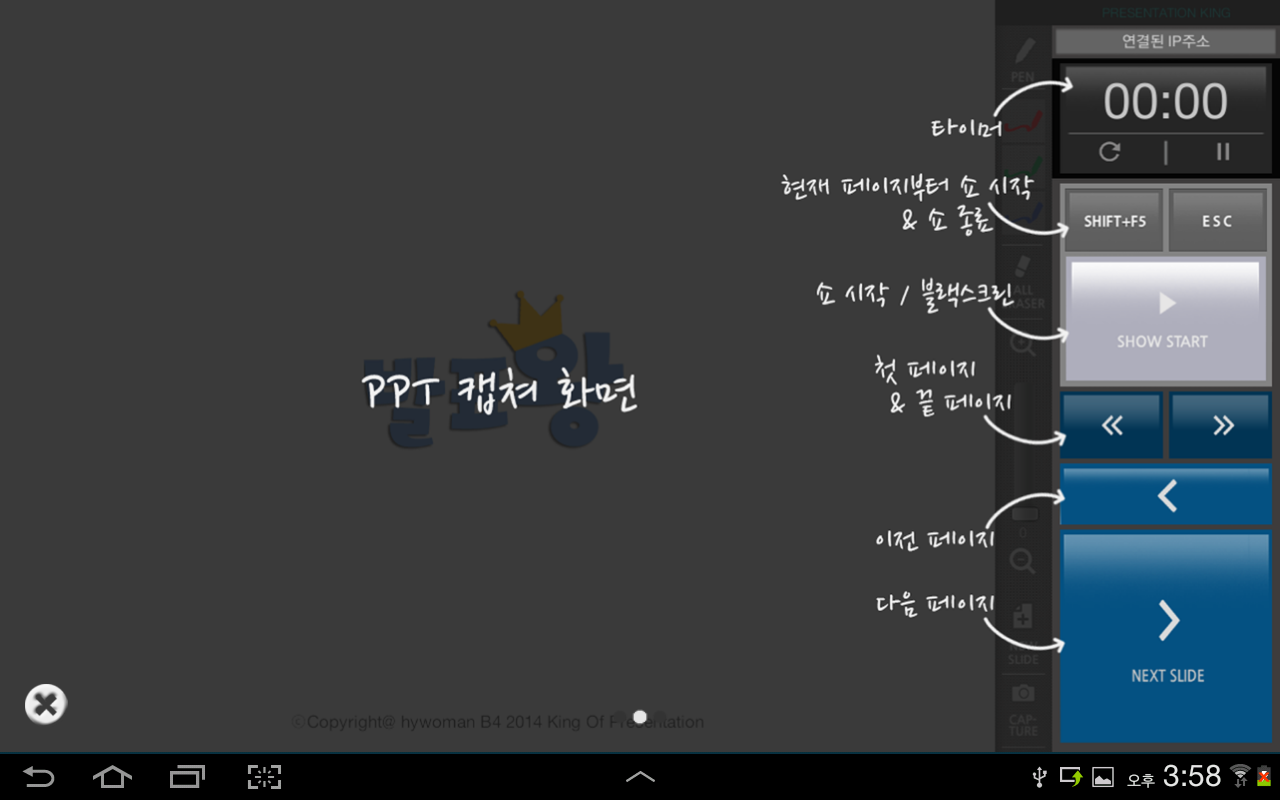 PRESENTATION KING
연결된 IP주소
PEN
00:00
타이머
현재 페이지부터 쇼 시작
& 쇼 종료
SHIFT+F5
ESC
쇼 시작 / 블랙스크린
ALL
ERASER
SHOW START
첫 페이지
& 끝 페이지
발표왕
PPT 캡쳐 화면
0
이전 페이지
다음 페이지
SLIDE
NEXT SLIDE
CAP-
TURE
©Copyright@ hywoman B4 2014 King Of Presentation
오후 3:58